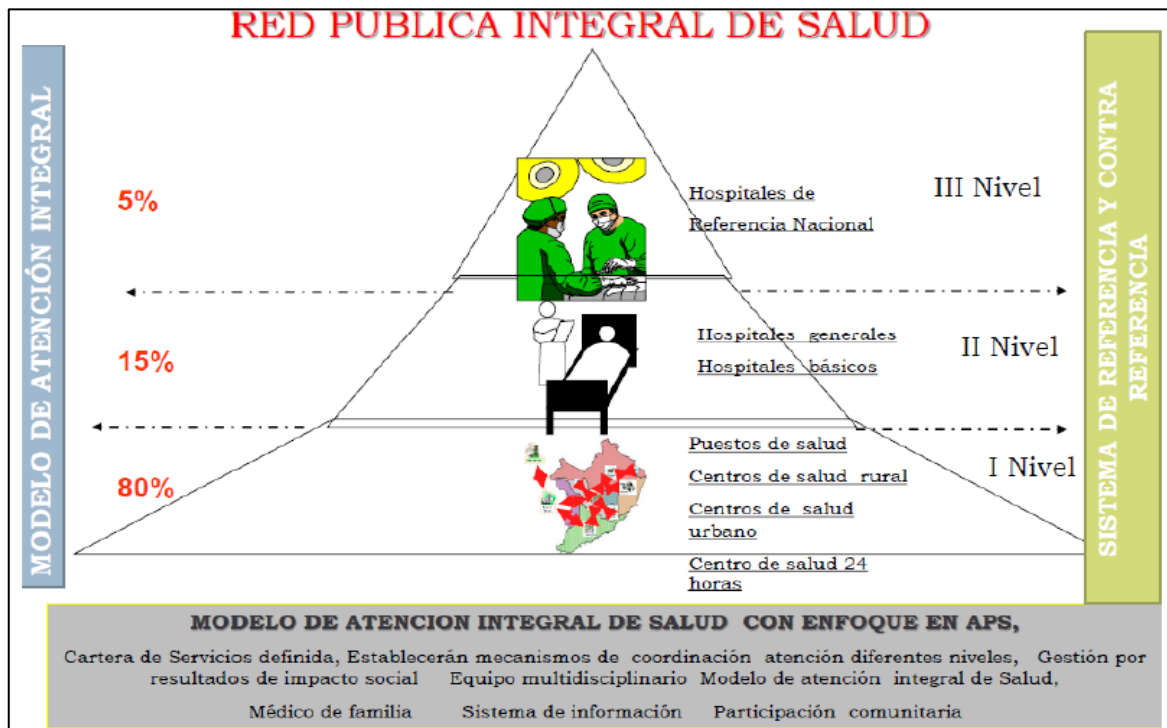 RED PUBLICA INTEGRAL DE SALUD
MODELO DE ATENCIÓN INTEGRAL
5%
Hospitales de
Referencia Nacional
III Nivel
15%
Hospitales generales
Hospitales básicos
II Nivel
80%
Puestos de salud
Centros de salud rural
Centros de salud
urbano
Centro de salud 24
horas
I Nivel
SISTEMA DE REFERENCIA Y CONTRA
REFERENCIA
MODELO DE ATENCION INTEGRAL DE SALUD CON ENFOQUE EN APS,
Cartera de Servicios definida, Establecerán mecanismos de coordinación atención diferentes niveles, Gestión por
resultados de impacto social Equipo multidisciplinario Modelo de atención integral de Salud,
Médico de familia Sistema de información Participación comunitaria